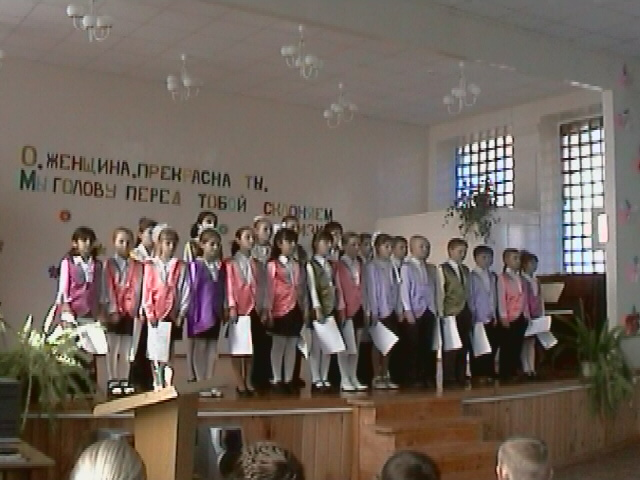 О, ЖЕНЩИНА, ПРЕКРАСНА ТЫ,
МЫ ГОЛОВУ ПЕРЕД ТОБОЙ СКЛОНЯЕМ